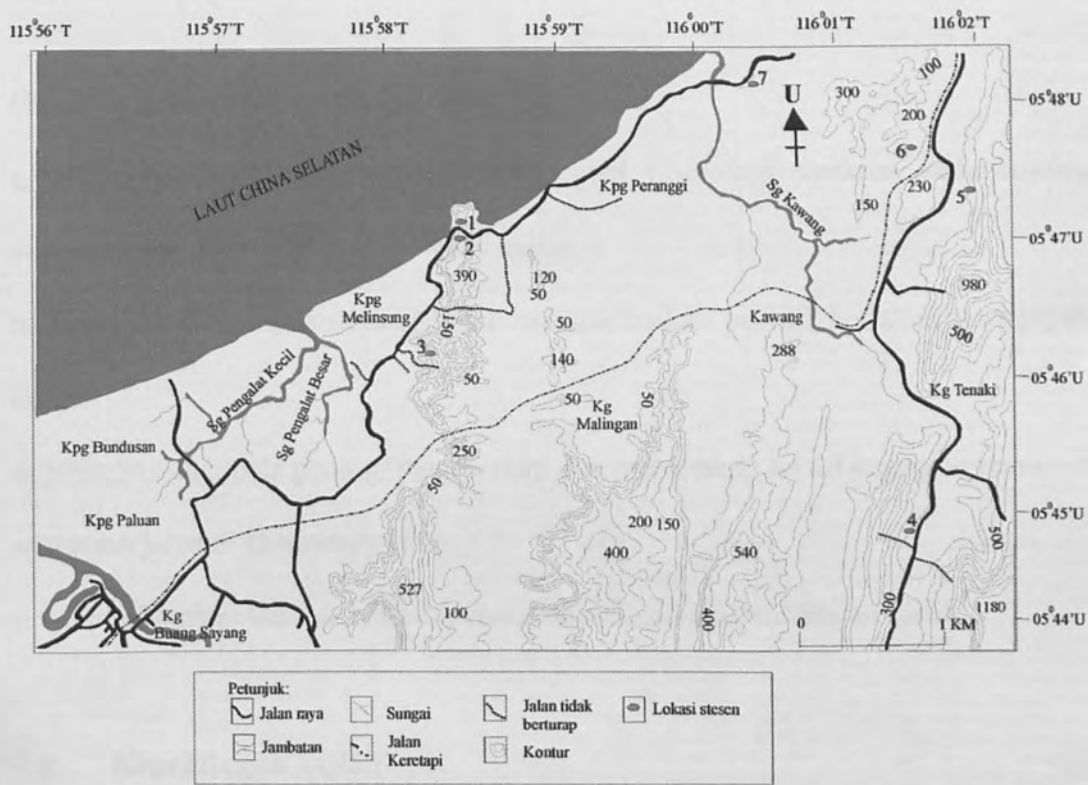 115°56'T 115°57'T 115°58'T 115°59'T 116°00'T 116°01'T 116°02'T
U
7
100
300
05°48'U
200
6
LAUT CHINA SELATAN
Kpg Peranggi
Sg Kawang
150
230
5
1
05°47'U
2
390
120
50
980
Kpg
Melinsung
150
50
Kawang
500
3
140
288
50
05°46'U
Sg Pengalat Kecil
Sg Pengalat Besar
50
Kg
Malingan
50
Kg Tenaki
Kpg Bundusan
250
50
Kpg Paluan
200
150
4
05°45'U
500
400
540
527
100
400
300
1180
Kg
Buang Sayang
0
1 KM
05°44'U
Petunjuk:
Jalan raya
Sungai
Jalan tidak
berturap
Lokasi stesen
Jambatan
Jalan
Keretapi
Kontur